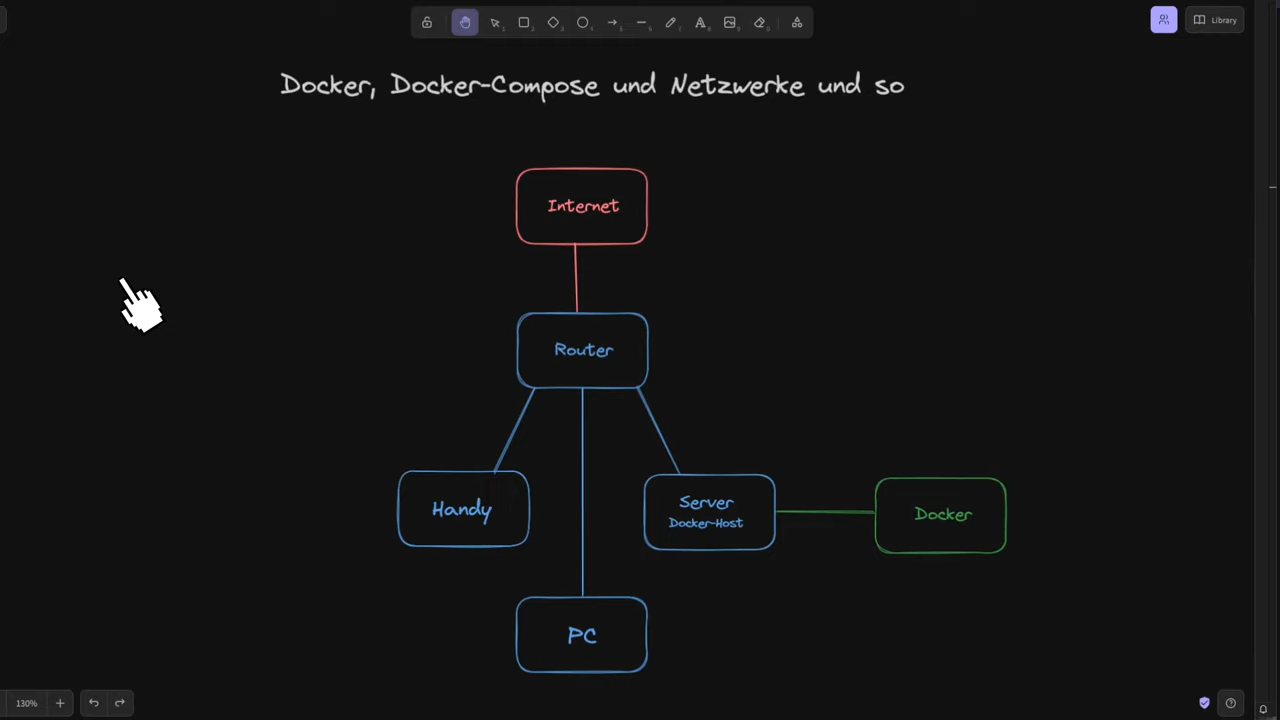 Library
Docker, Docker-Compose und Netzwerke und so
Internet
Router
Handy
Server
Docker-Host
Docker
PC
130%